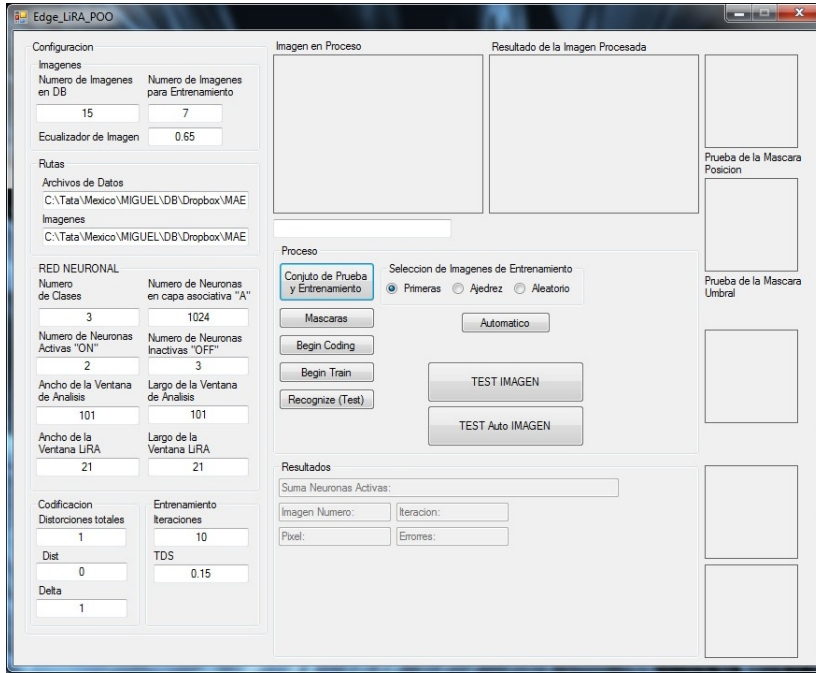 Edge_LiRA_POO
Configuracion
Imagenes
Numero de Imagenes
en DB
Numero de Imagenes
para Entrenamiento
15
7
Ecualizador de Imagen
0.65
Rutas
Archivos de Datos
C:\Tata\Mexico\MIGUEL\DB\Dropbox\MAE
Imagenes
C:\Tata\Mexico\MIGUEL\DB\Dropbox\MAE
RED NEURONAL
Numero
de Clases
Numero de Neuronas
en capa asociativa "A"
3
1024
Numero de Neuronas
Activas "ON"
Numero de Neuronas
Inactivas "OFF"
2
3
Ancho de la Ventana
de Analisis
Largo de la Ventana
de Analisis
101
101
Ancho de la
Ventana LiRA
Largo de la
Ventana LiRA
21
21
Codificacion
Distorciones totales
1
Dist
0
Delta
1
Entrenamiento
Iteraciones
10
TDS
0.15
Imagen en Proceso
Resultado de la Imagen Procesada
Proceso
Conjuto de Prueba
y Entrenamiento
Seleccion de Imagenes de Entrenamiento
Primeras
Ajedrez
Aleatorio
Mascaras
Automatico
Begin Coding
Begin Train
Recognize (Test)
TEST IMAGEN
TEST Auto IMAGEN
Resultados
Suma Neuronas Activas:
Imagen Numero:
Iteracion:
Pixel:
Errorres:
Prueba de la Mascara
Posicion
Prueba de la Mascara
Umbral